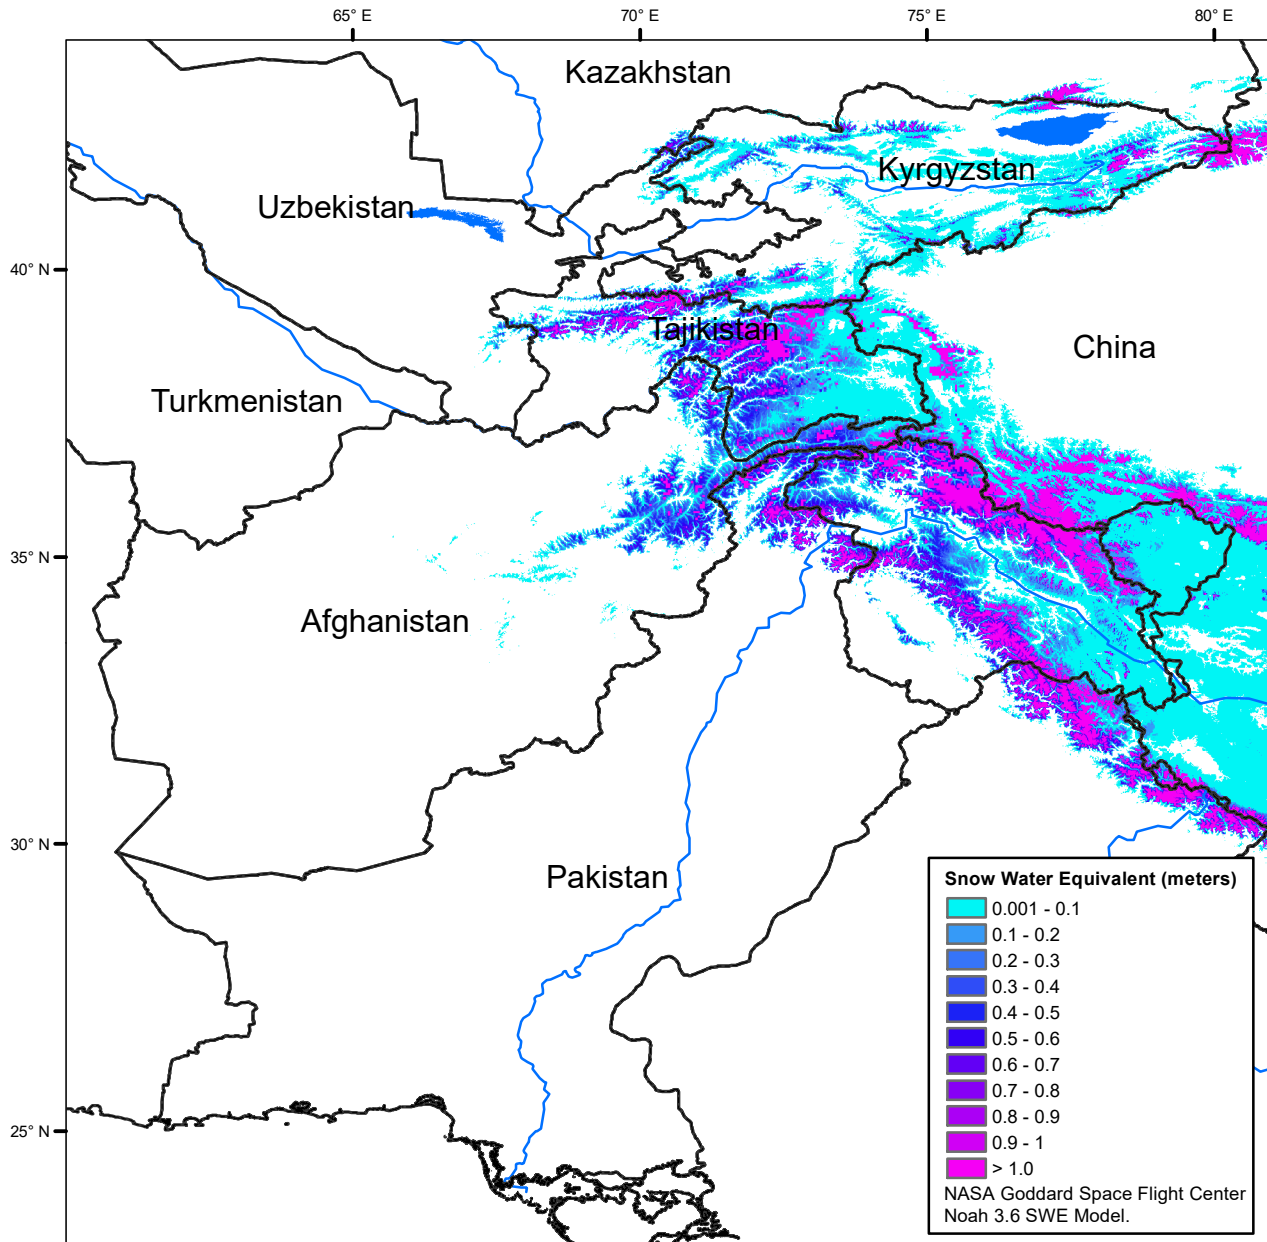 65° E
70° E
75° E
80° E
Kazakhstan
Kyrgyzstan
Uzbekistan
40° N
Tajikistan
China
Turkmenistan
35° N
Afghanistan
30° N
Pakistan
Snow Water Equivalent (meters)
0.001 - 0.1
0.1 - 0.2
0.2 - 0.3
0.3 - 0.4
0.4 - 0.5
0.5 - 0.6
0.6 - 0.7
0.7 - 0.8
0.8 - 0.9
0.9 - 1
> 1.0
25° N
NASA Goddard Space Flight Center
Noah 3.6 SWE Model.